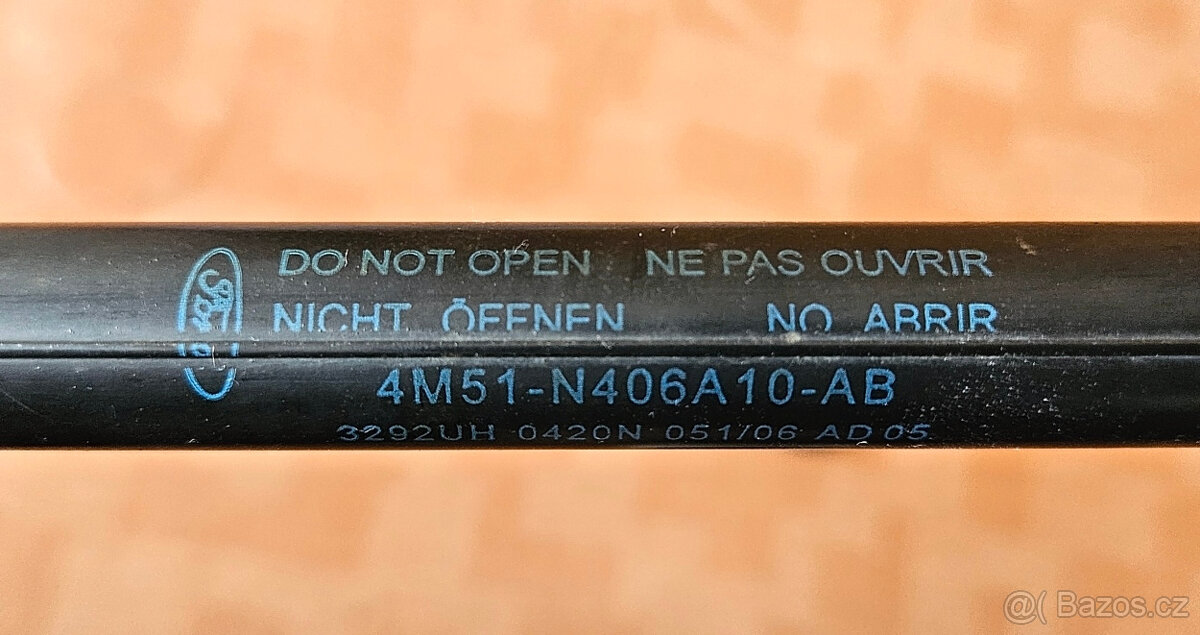 Ford
DO NOT OPEN NE PAS OUVRIR
NICHT ÖFFNEN NO ABRIR
4M51-N406A10-AB
3292UH 0420N 051/06 AD 05
@( Bazos.cz